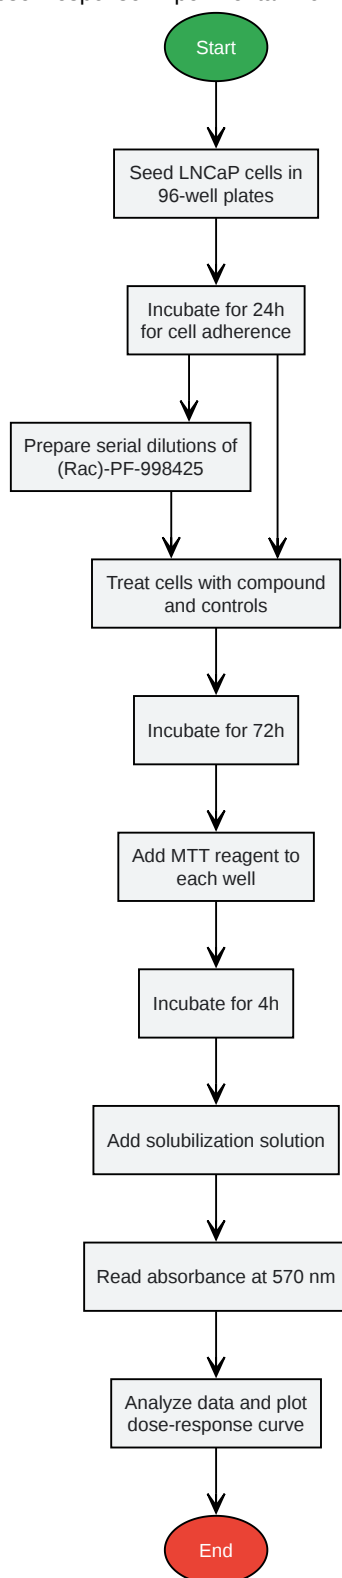 Start
Seed LNCaP cells in
96-well plates
Incubate for 24h
for cell adherence
Prepare serial dilutions of
(Rac)-PF-998425
Treat cells with compound
and controls
Incubate for 72h
Add MTT reagent to
each well
Incubate for 4h
Add solubilization solution
Read absorbance at 570 nm
Analyze data and plot
dose-response curve
End